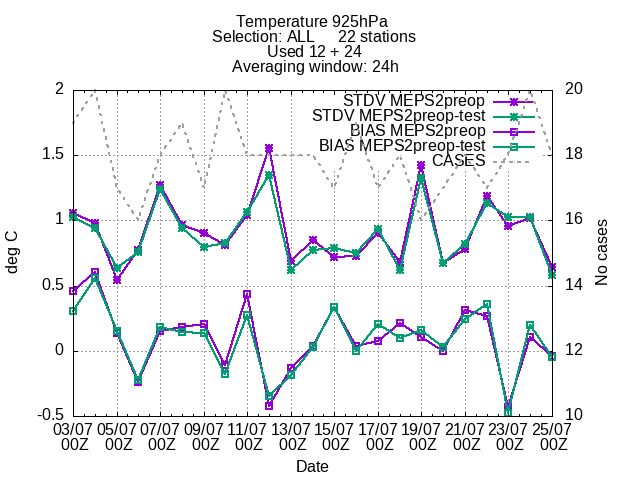 Temperature 925hPa
Selection: ALL 22 stations
Used 12 + 24
Averaging window: 24h
STDV MEPS2preop
STDV MEPS2preop-test
BIAS MEPS2preop
BIAS MEPS2preop-test
CASES
2
1.5
1
0.5
0
-0.5
deg C
20
18
16
14
12
10
No cases
03/07 05/07 07/07 09/07 11/07 13/07 15/07 17/07 19/07 21/07 23/07 25/07
00Z 00Z 00Z 00Z 00Z 00Z 00Z 00Z 00Z 00Z 00Z 00Z
Date